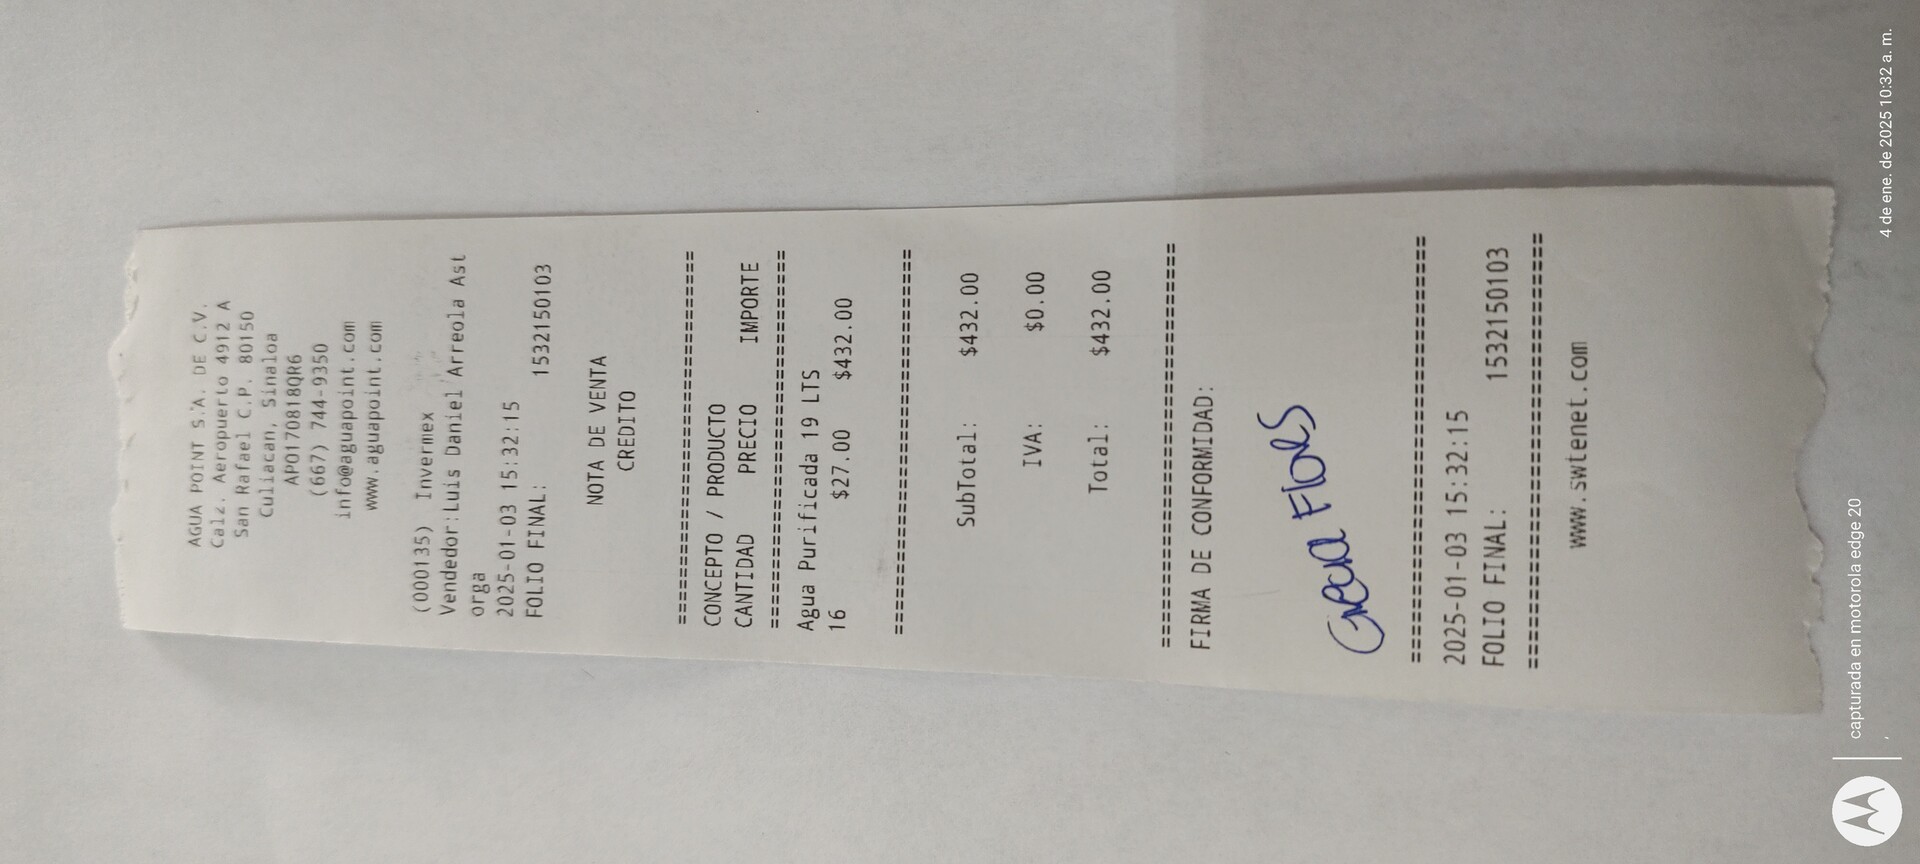 AGUA POINT S.A. DE C.V.
Calz. Aeropuerto 4912 A
San Rafael C.P. 80150
Culiacan, Sinaloa
APO170818QR6
(667) 744-9350
info@aguapoint.com
www.aguapoint.com
(000135) Invermex
Vendedor:Luis Daniel Arreola Ast
orga
2025-01-03 15:32:15
FOLIO FINAL: 1532150103
NOTA DE VENTA
CREDITO
================================
CONCEPTO / PRODUCTO
CANTIDAD PRECIO IMPORTE
================================
Agua Purificada 19 LTS
16 $27.00 $432.00
================================
SubTotal: $432.00
IVA: $0.00
Total: $432.00
================================
FIRMA DE CONFORMIDAD:
Grecia Flores
================================
2025-01-03 15:32:15
FOLIO FINAL: 1532150103
================================
www.swtenet.com
capturada en motorola edge 20
4 de ene. de 2025 10:32 a. m.